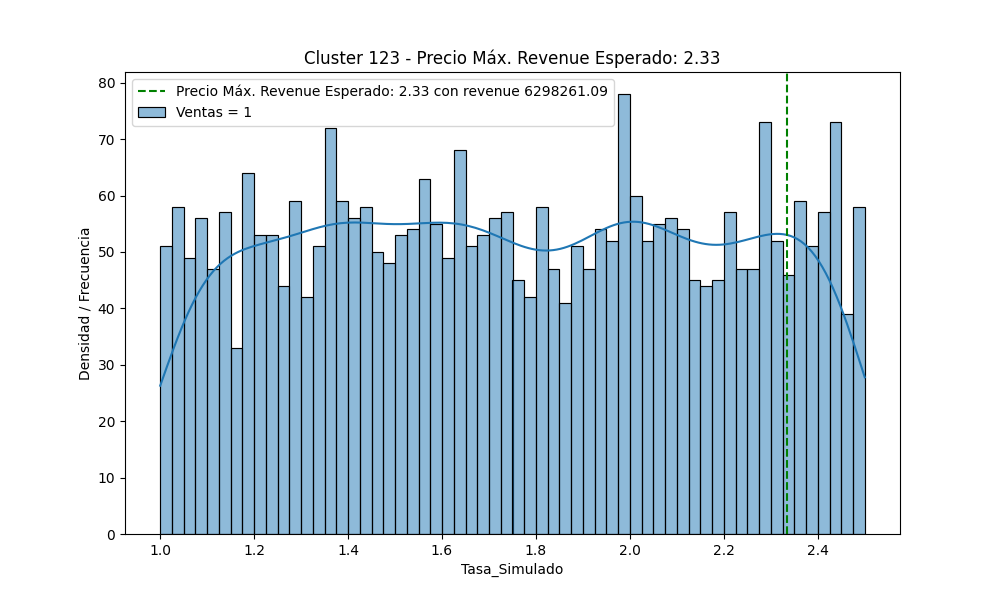 Cluster 123 - Precio Máx. Revenue Esperado: 2.33
Precio Máx. Revenue Esperado: 2.33 con revenue 6298261.09
Ventas = 1
Densidad / Frecuencia
80
70
60
50
40
30
20
10
0
1.0 1.2 1.4 1.6 1.8 2.0 2.2 2.4
Tasa_Simulado